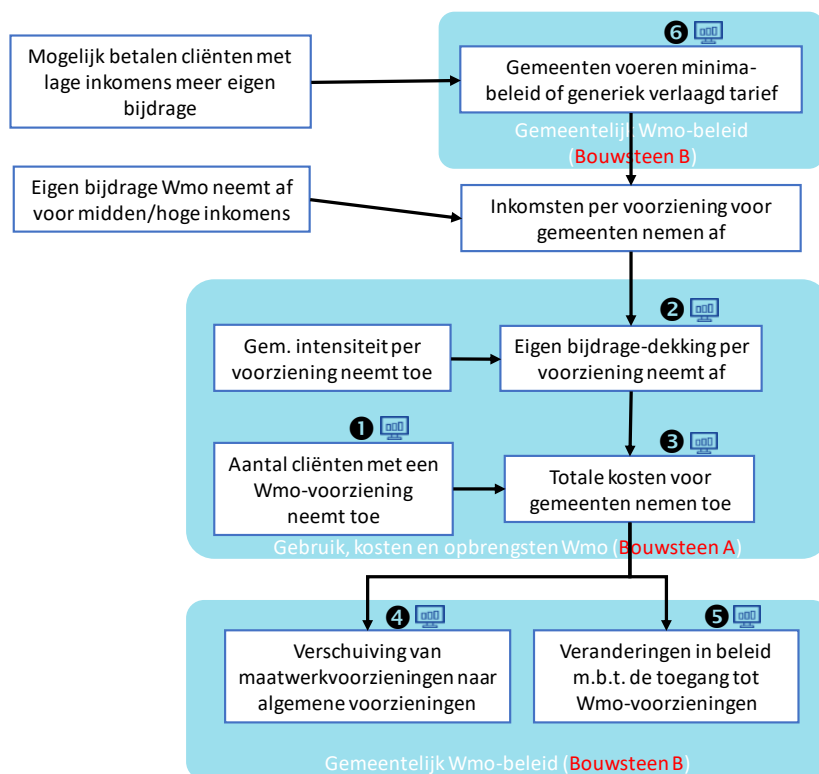 ❻
Mogelijk betalen cliënten met
lage inkomens meer eigen
bijdrage
Gemeenten voeren minima-
beleid of generiek verlaagd tarief
Gemeentelijk Wmo-beleid
(Bouwsteen B)
Eigen bijdrage Wmo neemt af
voor midden/hoge inkomens
Inkomsten per voorziening voor
gemeenten nemen af
❷
Gem. intensiteit per
voorziening neemt toe
Eigen bijdrage-dekking per
voorziening neemt af
❶
❸
Aantal cliënten met een
Wmo-voorziening
neemt toe
Totale kosten voor
gemeenten nemen toe
Gebruik, kosten en opbrengsten Wmo (Bouwsteen A)
❹
❺
Verschuiving van
maatwerkvoorzieningen naar
algemene voorzieningen
Veranderingen in beleid
m.b.t. de toegang tot
Wmo-voorzieningen
Gemeentelijk Wmo-beleid (Bouwsteen B)